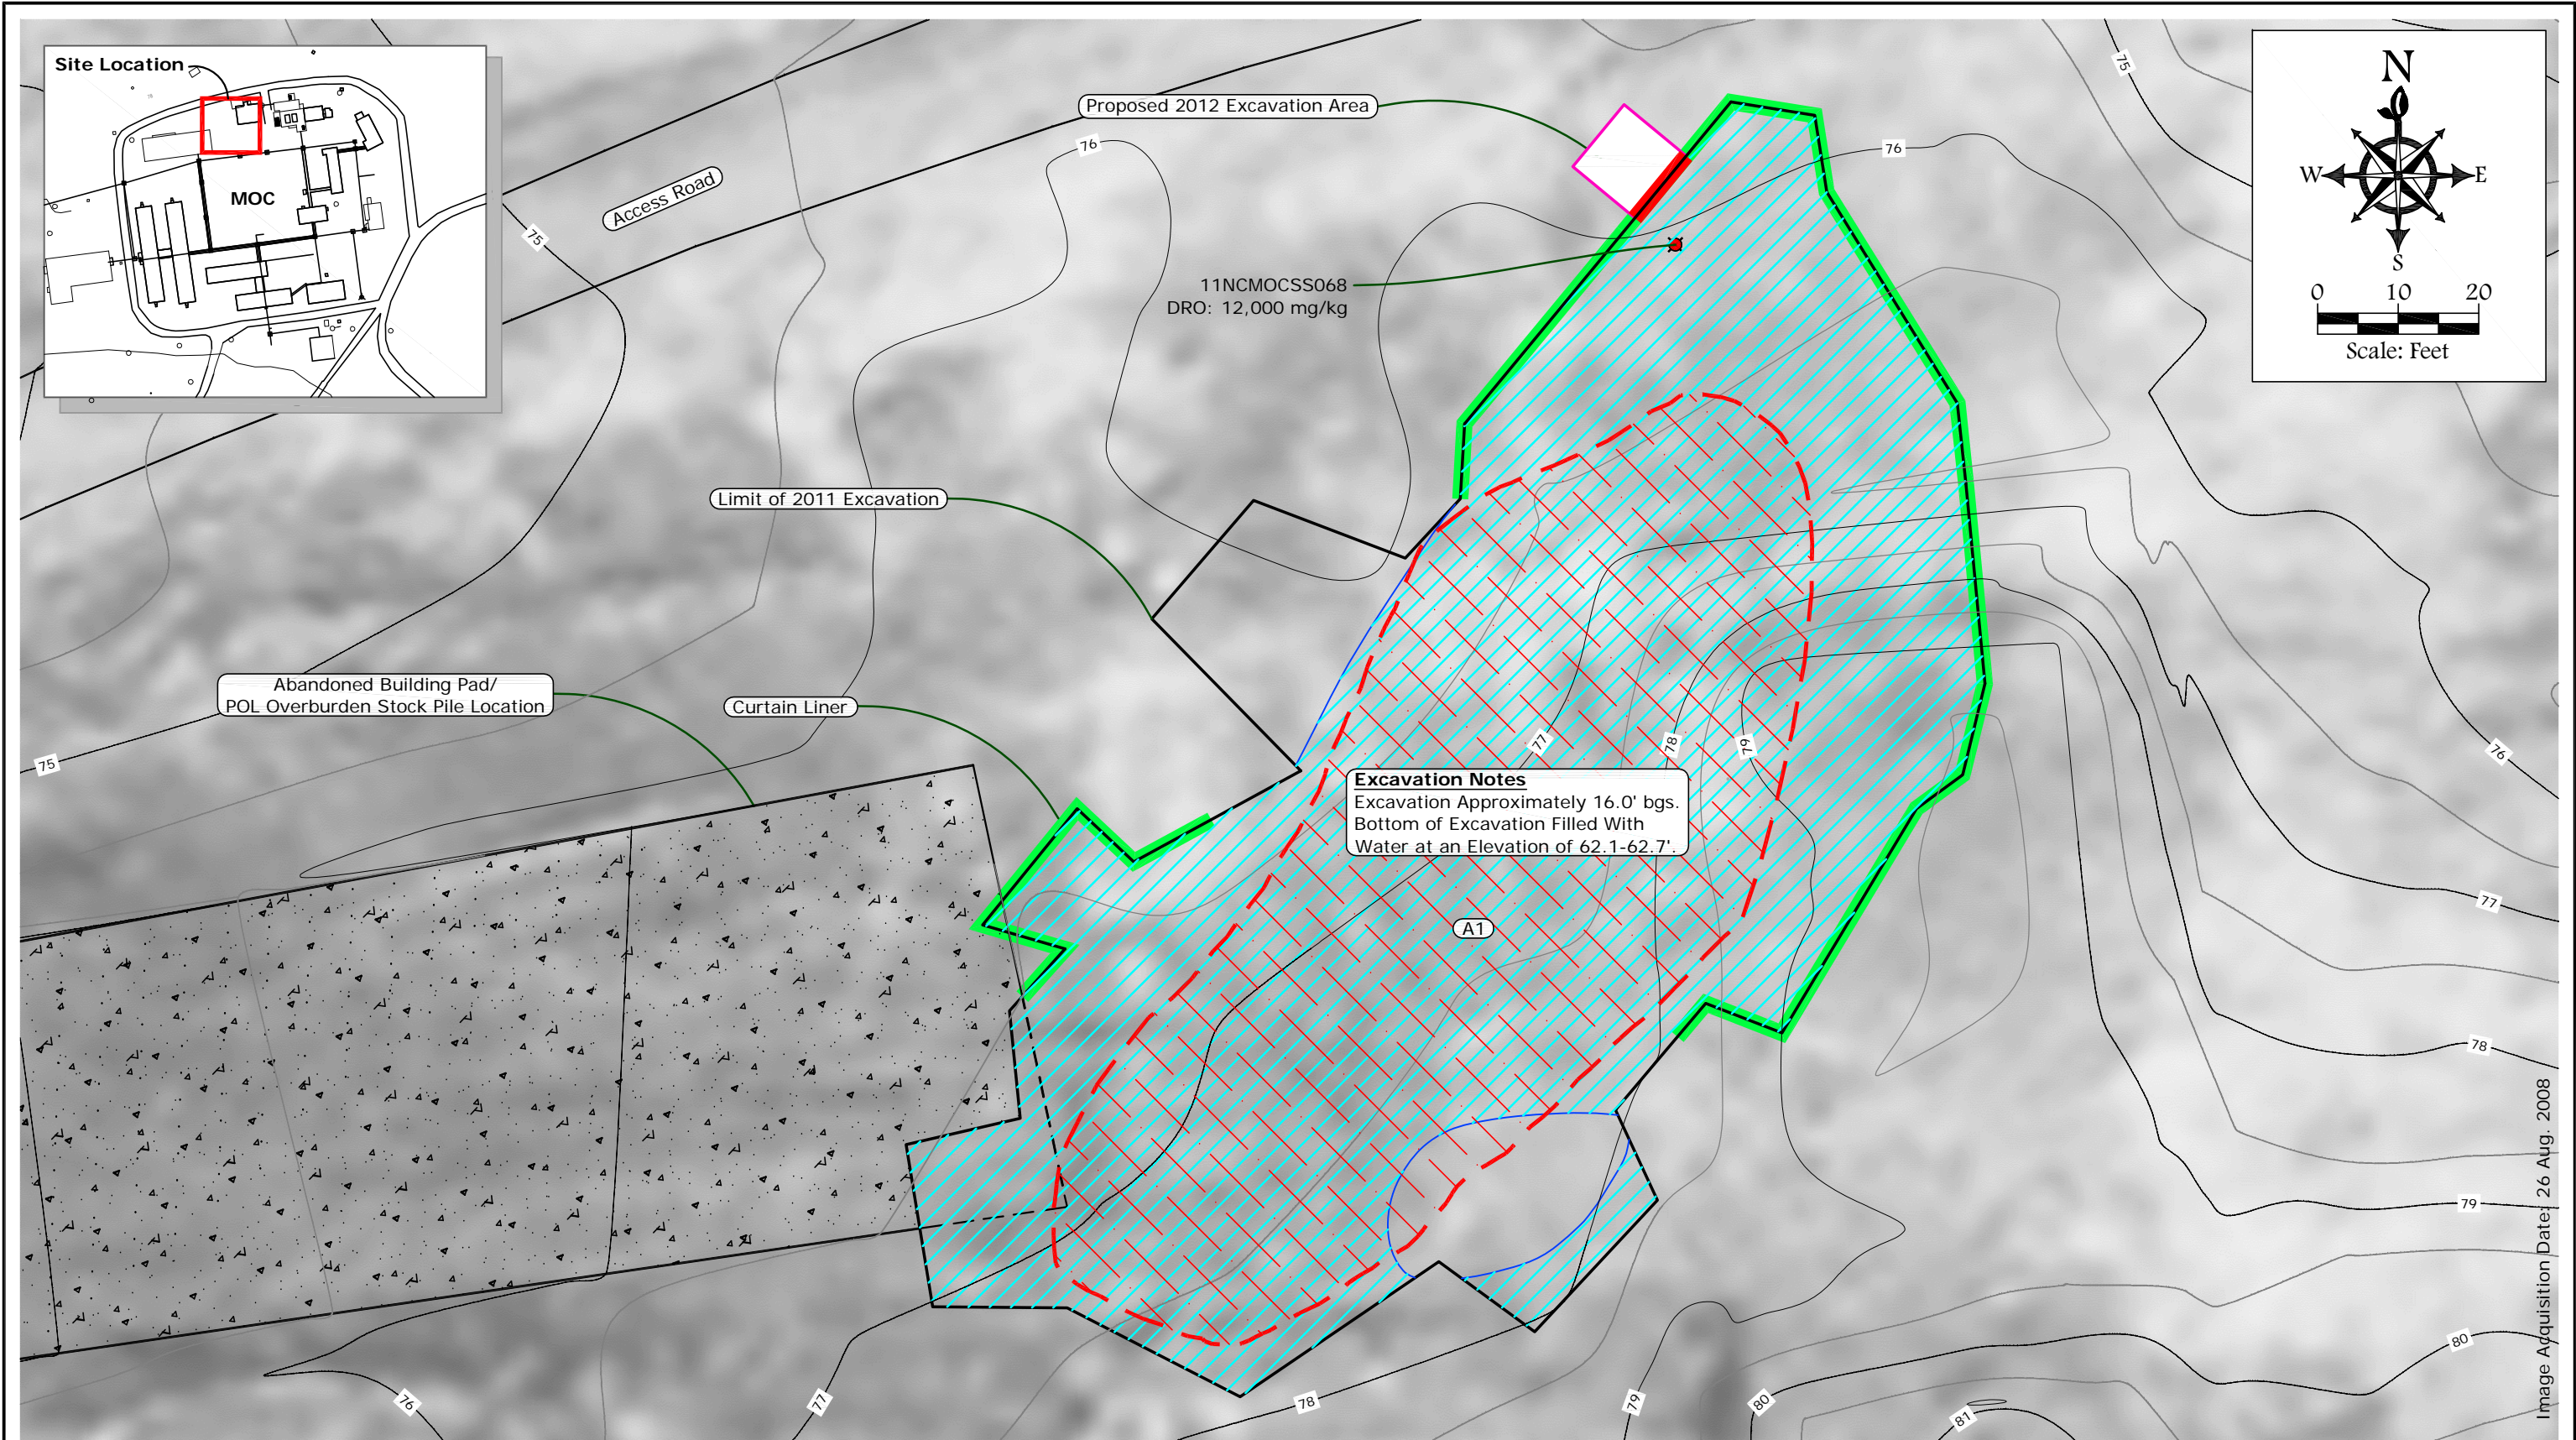 Site Location
MOC
Access Road
Proposed 2012 Excavation Area
11NCMOCSS068
DRO: 12,000 mg/kg
Limit of 2011 Excavation
Abandoned Building Pad/
POL Overburden Stock Pile Location
Curtain Liner
Excavation Notes
Excavation Approximately 16.0' bgs.
Bottom of Excavation Filled With
Water at an Elevation of 62.1-62.7'.
A1
N
W
E
S
0 10 20
Scale: Feet
75
76
76
75
75
77
78
79
76
77
78
79
80
76
77
78
79
80
81
Image Acquisition Date: 26 Aug. 2008